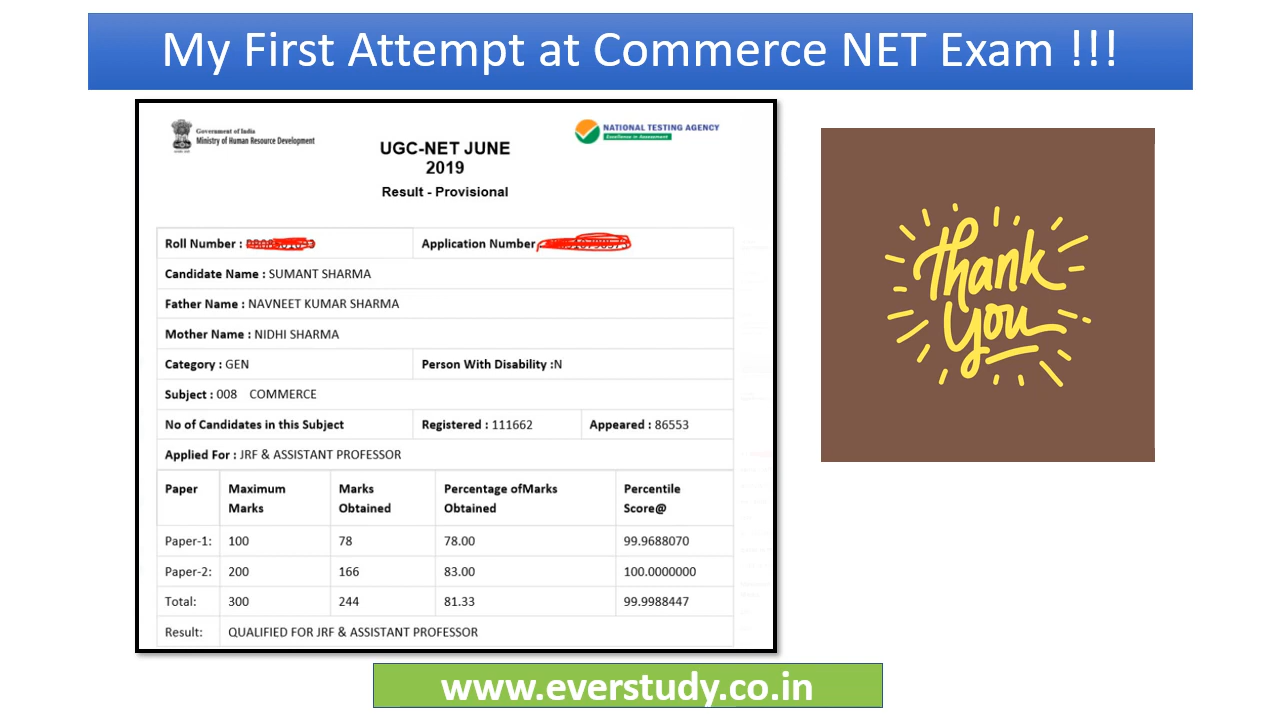 My First Attempt at Commerce NET Exam !!!
Government of India
Ministry of Human Resource Development
NATIONAL TESTING AGENCY
Excellence in Assessment
UGC-NET JUNE
2019
Result - Provisional
Roll Number :
Application Number
Candidate Name : SUMANT SHARMA
Father Name : NAVNEET KUMAR SHARMA
Mother Name : NIDHI SHARMA
Category : GEN Person With Disability :N
Subject : 008 COMMERCE
No of Candidates in this Subject Registered : 111662 Appeared : 86553
Applied For : JRF & ASSISTANT PROFESSOR
Paper Maximum Marks Percentage ofMarks Percentile
Marks Obtained Obtained Score@
Paper-1: 100 78 78.00 99.9688070
Paper-2: 200 166 83.00 100.0000000
Total: 300 244 81.33 99.9988447
Result: QUALIFIED FOR JRF & ASSISTANT PROFESSOR
Thank
you
www.everstudy.co.in